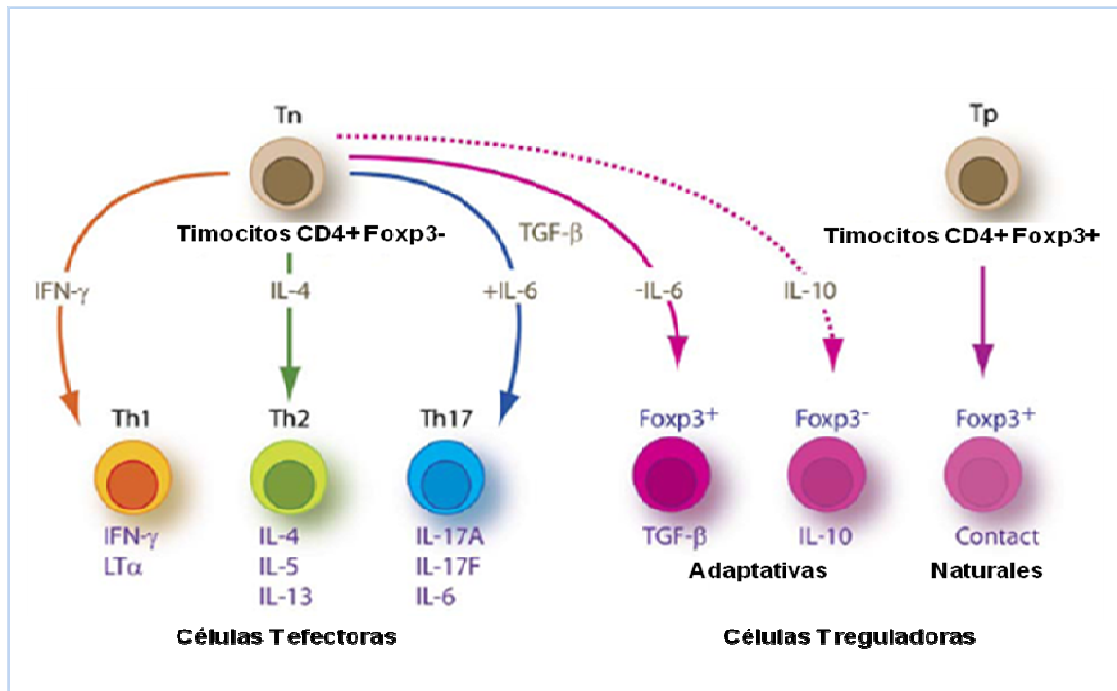 Tn
Tp
Timocitos CD4+Foxp3-
TGF-β
Timocitos CD4+Foxp3+
IFN-γ
IL-4
+IL-6
-IL-6
IL-10
Th1
Th2
Th17
Foxp3⁺
Foxp3⁻
Foxp3⁺
IFN-γ
LTα
IL-4
IL-5
IL-13
IL-17A
IL-17F
IL-6
TGF-β
IL-10
Contact
Adaptativas
Naturales
Células T efectoras
Células T reguladoras